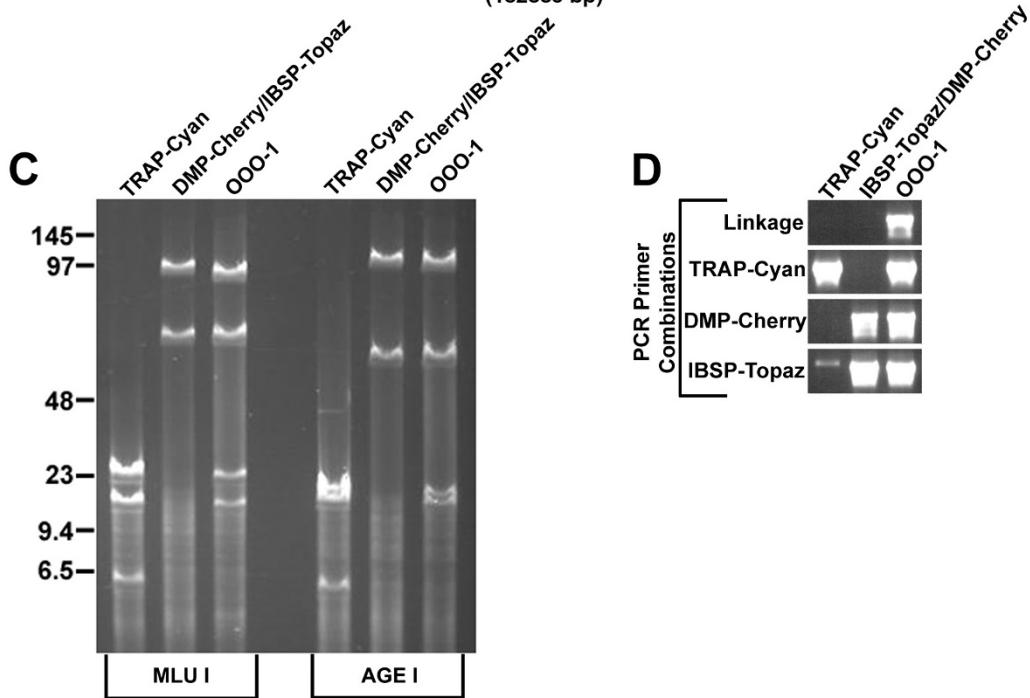 C
TRAP-Cyan
DMP-Cherry/IBSP-Topaz
OOO-1
TRAP-Cyan
DMP-Cherry/IBSP-Topaz
OOO-1
145
97
48
23
9.4
6.5
MLU I
AGE I
D
TRAP-Cyan
IBSP-Topaz/DMP-Cherry
OOO-1
PCR Primer
Combinations
Linkage
TRAP-Cyan
DMP-Cherry
IBSP-Topaz